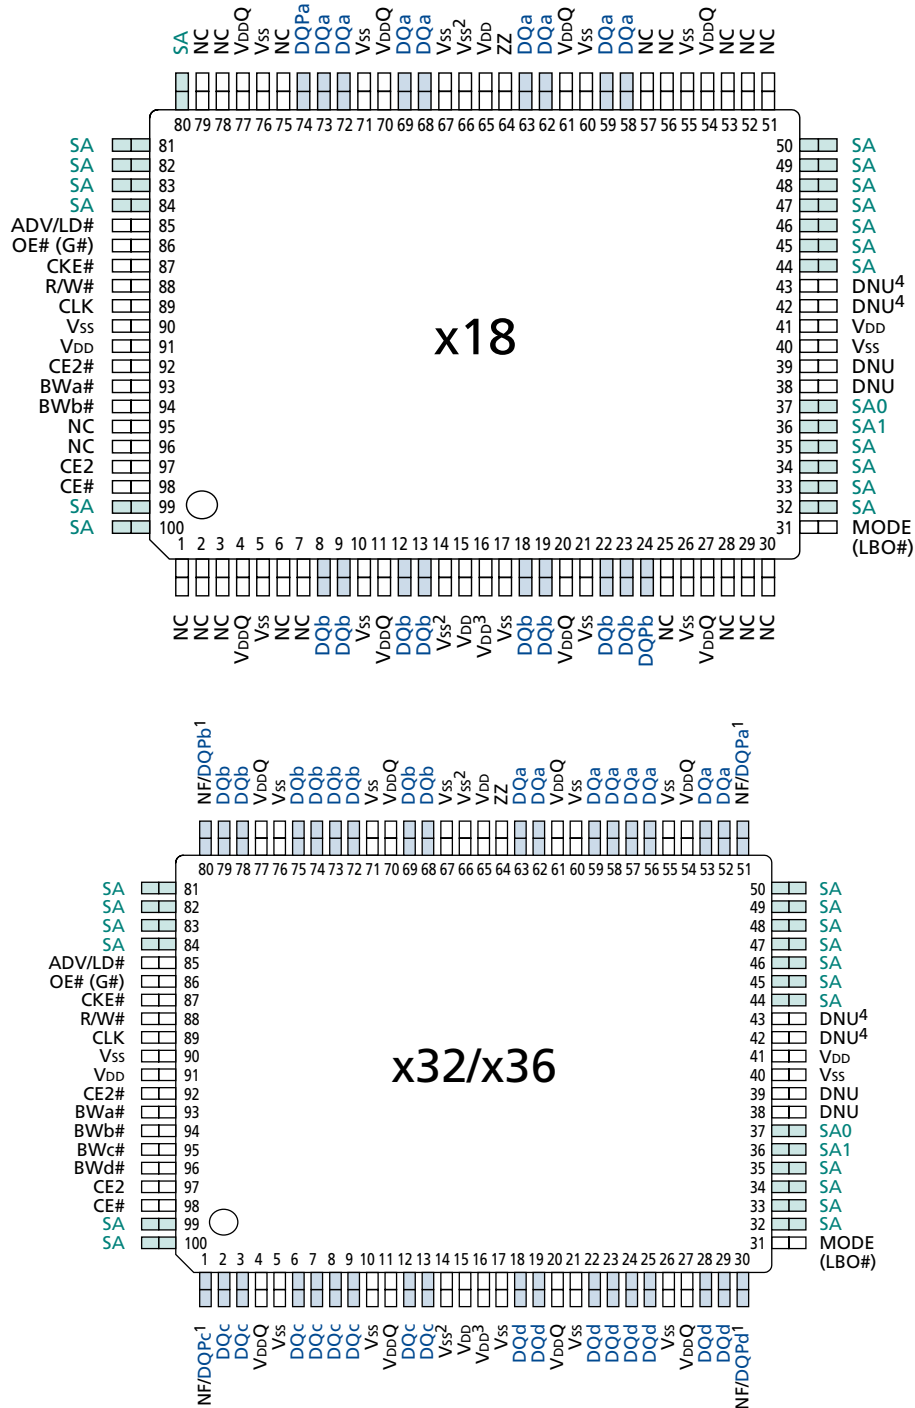 SA NC NC VDDQ VSS NC DQPa DQa DQa VSS VDDQ DQa DQa VSS VSS2 VDD ZZ DQa DQa VDDQ VSS DQa DQa NC NC VSS VDDQ NC NC NC
80 79 78 77 76 75 74 73 72 71 70 69 68 67 66 65 64 63 62 61 60 59 58 57 56 55 54 53 52 51
SA 81 50 SA
SA 82 49 SA
SA 83 48 SA
SA 84 47 SA
ADV/LD# 85 46 SA
OE# (G#) 86 45 SA
CKE# 87 44 SA
R/W# 88 43 DNU4
CLK 89 42 DNU4
VSS 90 41 VDD
x18
VDD 91 40 VSS
CE2# 92 39 DNU
BWa# 93 38 DNU
BWb# 94 37 SA0
NC 95 36 SA1
NC 96 35 SA
CE2 97 34 SA
CE# 98 33 SA
SA 99 32 SA
SA 100 31 MODE
(LBO#)
1 2 3 4 5 6 7 8 9 10 11 12 13 14 15 16 17 18 19 20 21 22 23 24 25 26 27 28 29 30
NC NC NC VDDQ VSS NC NC DQb DQb VSS VDDQ DQb DQb VSS2 VDD VDD3 VSS DQb DQb VDDQ VSS DQb DQb DQPb NC VSS VDDQ NC NC NC
NF/DQPb1 DQb DQb VDDQ VSS DQb DQb DQb DQb VSS VDDQ DQb DQb VSS VSS2 VDD ZZ DQa DQa VDDQ VSS DQa DQa DQa DQa VSS VDDQ DQa DQa NF/DQPa1
80 79 78 77 76 75 74 73 72 71 70 69 68 67 66 65 64 63 62 61 60 59 58 57 56 55 54 53 52 51
SA 81 50 SA
SA 82 49 SA
SA 83 48 SA
SA 84 47 SA
ADV/LD# 85 46 SA
OE# (G#) 86 45 SA
CKE# 87 44 SA
R/W# 88 43 DNU4
CLK 89 42 DNU4
VSS 90 41 VDD
x32/x36
VDD 91 40 VSS
CE2# 92 39 DNU
BWa# 93 38 DNU
BWb# 94 37 SA0
BWc# 95 36 SA1
BWd# 96 35 SA
CE2 97 34 SA
CE# 98 33 SA
SA 99 32 SA
SA 100 31 MODE
(LBO#)
1 2 3 4 5 6 7 8 9 10 11 12 13 14 15 16 17 18 19 20 21 22 23 24 25 26 27 28 29 30
NF/DQPc1 DQc DQc VDDQ VSS DQc DQc DQc DQc VSS VDDQ DQc DQc VSS2 VDD VDD3 VSS DQd DQd VDDQ VSS DQd DQd DQd DQd VSS VDDQ DQd DQd NF/DQPd1